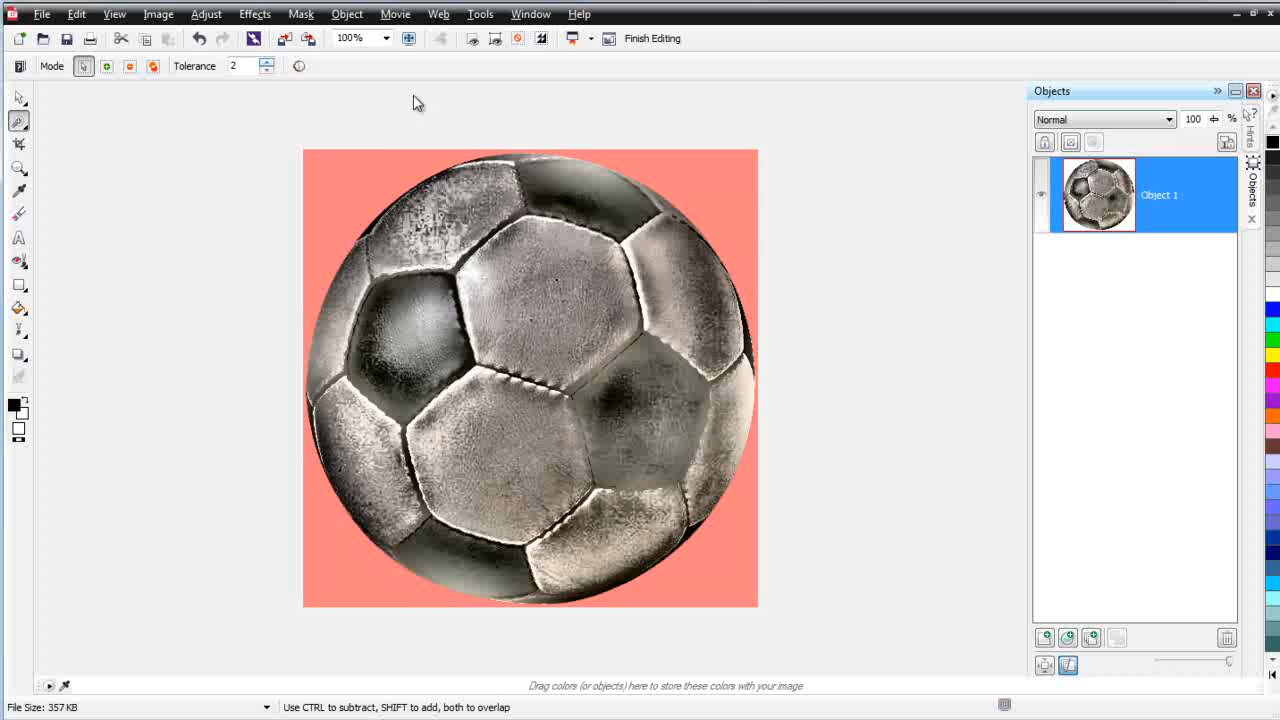 File Edit View Image Adjust Effects Mask Object Movie Web Tools Window Help
100% Finish Editing
Mode Tolerance 2
Objects
Normal 100 %
Hints
Objects
Object 1
Drag colors (or objects) here to store these colors with your image
File Size: 357 KB Use CTRL to subtract, SHIFT to add, both to overlap